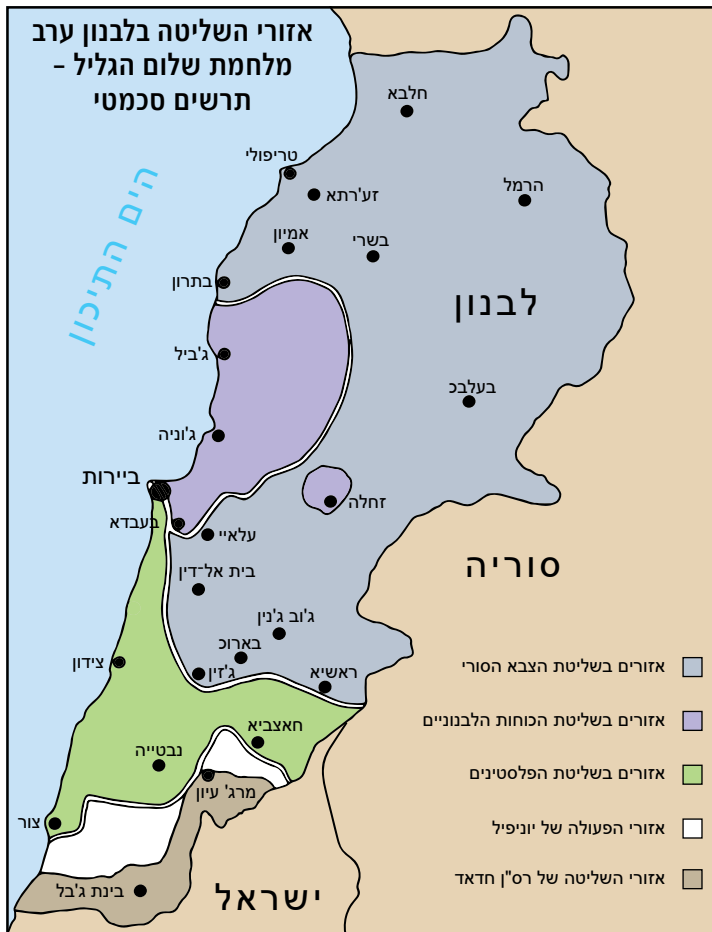 אזורי השליטה בלבנון ערב
מלחמת שלום הגליל –
תרשים סכמטי
הים התיכון
חלבא
טריפולי
זע'רתא
הרמל
אמיון
בשרי
בתרון
לבנון
ג'ביל
בעלבכ
ג'וניה
ביירות
זחלה
בעבדא
עלאיי
סוריה
בית אל־דין
ג'וב ג'נין
בארוכ
צידון
ג'זין
ראשיא
חאצביא
נבטייה
מרג' עיון
צור
בינת ג'בל
ישראל
אזורים בשליטת הצבא הסורי
אזורים בשליטת הכוחות הלבנוניים
אזורים בשליטת הפלסטינים
אזורי הפעולה של יוניפיל
אזורי השליטה של רס"ן חדאד